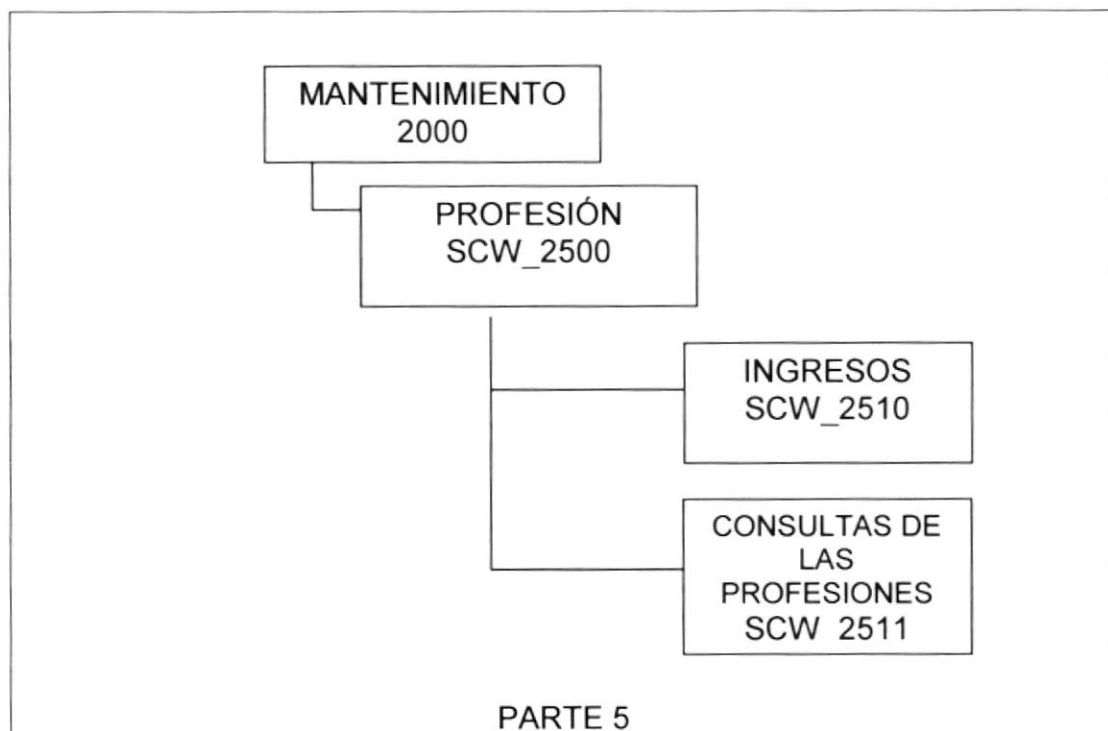 MANTENIMIENTO
2000
PROFESIÓN
SCW_2500
INGRESOS
SCW_2510
CONSULTAS DE
LAS
PROFESIONES
SCW 2511
PARTE 5